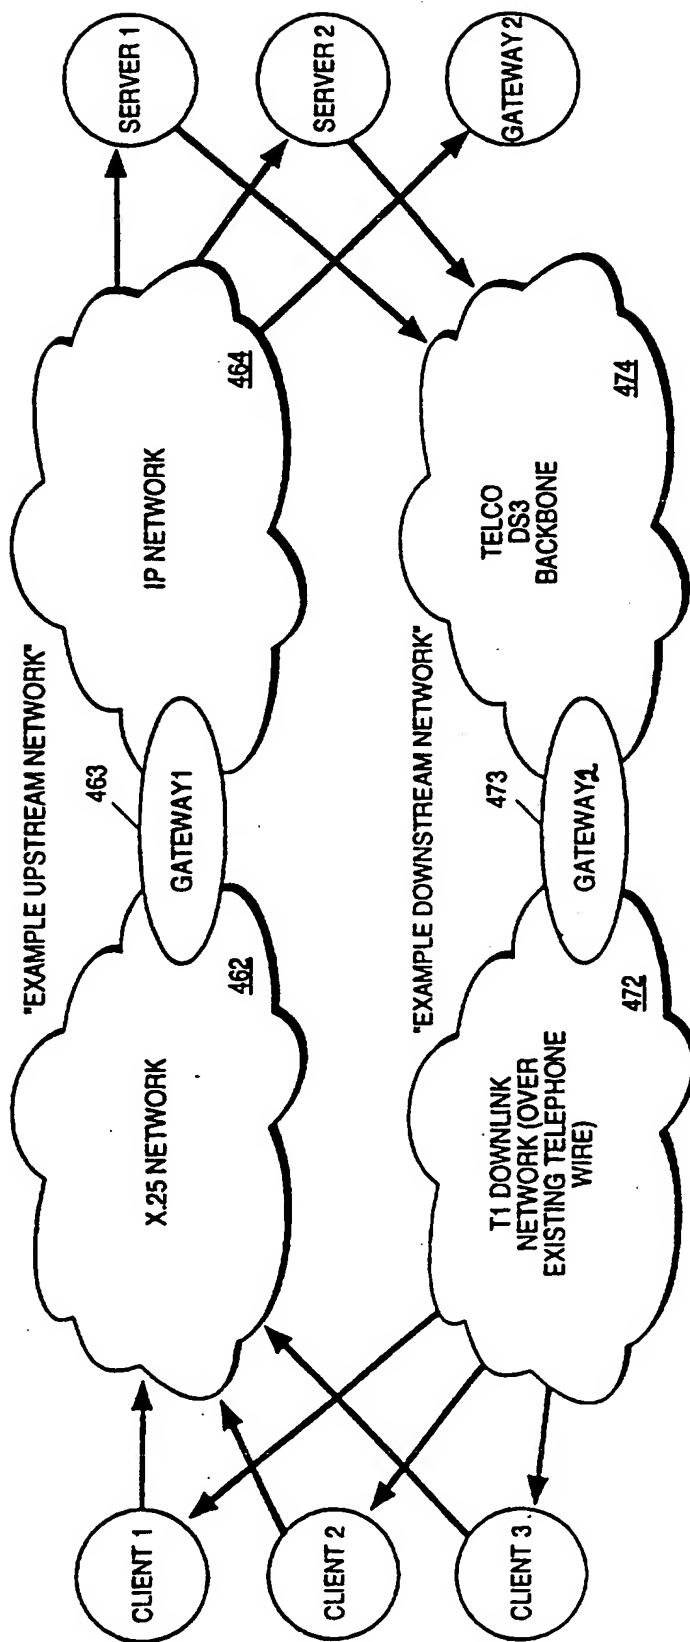 "EXAMPLE UPSTREAM NETWORK"
CLIENT 1
CLIENT 2
CLIENT 3
X.25 NETWORK
462
463
GATEWAY1
IP NETWORK
464
SERVER 1
SERVER 2
GATEWAY2
"EXAMPLE DOWNSTREAM NETWORK"
T1 DOWNLINK
NETWORK (OVER
EXISTING TELEPHONE
WIRE)
472
473
GATEWAY2
TELCO
DS3
BACKBONE
474